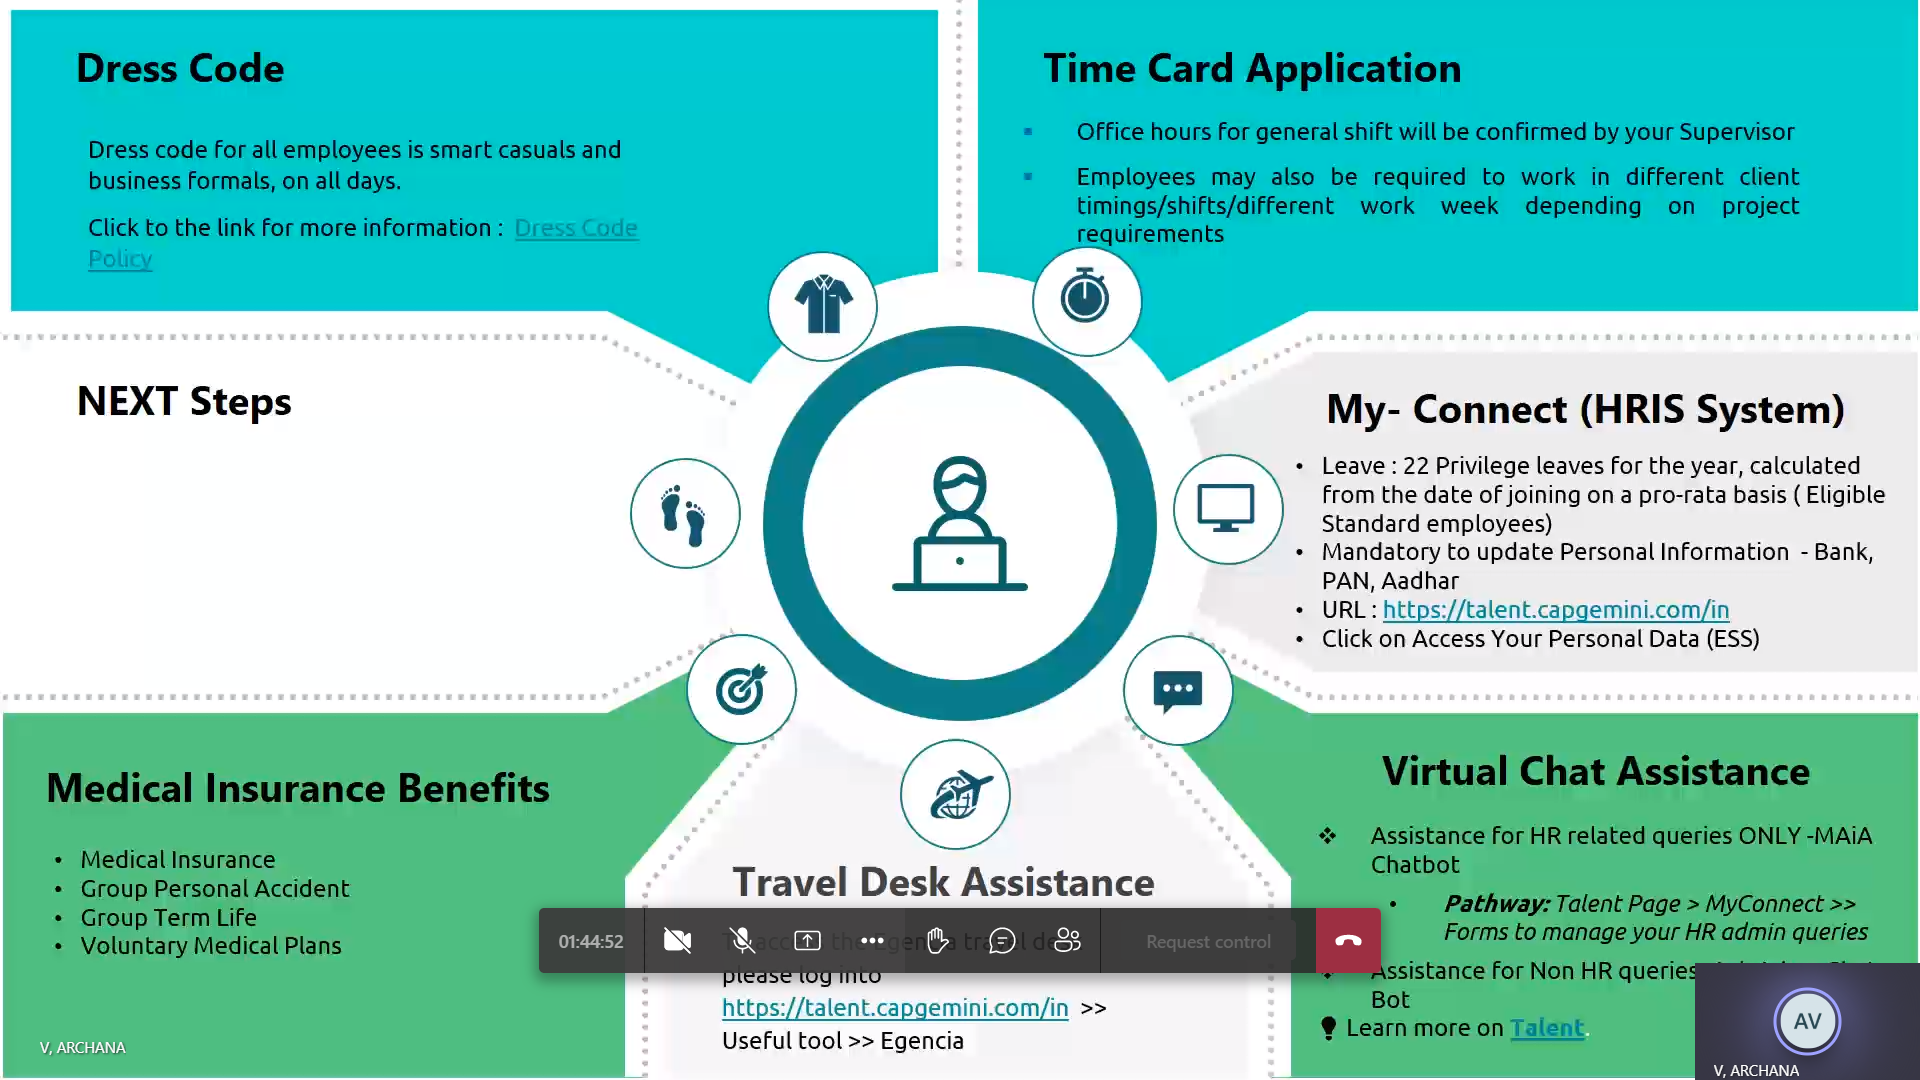 Dress Code
Dress code for all employees is smart casuals and
business formals, on all days.
Click to the link for more information : Dress Code
Policy
Time Card Application
Office hours for general shift will be confirmed by your Supervisor
Employees may also be required to work in different client
timings/shifts/different work week depending on project
requirements
NEXT Steps
My- Connect (HRIS System)
• Leave : 22 Privilege leaves for the year, calculated
from the date of joining on a pro-rata basis ( Eligible
Standard employees)
• Mandatory to update Personal Information - Bank,
PAN, Aadhar
• URL : https://talent.capgemini.com/in
• Click on Access Your Personal Data (ESS)
Medical Insurance Benefits
• Medical Insurance
• Group Personal Accident
• Group Term Life
• Voluntary Medical Plans
Travel Desk Assistance
access the Egencia travel
please log into
https://talent.capgemini.com/in >>
Useful tool >> Egencia
Virtual Chat Assistance
❖ Assistance for HR related queries ONLY -MAiA
Chatbot
• Pathway: Talent Page > MyConnect >>
Forms to manage your HR admin queries
Assistance for Non HR queries
Bot
Learn more on Talent.
01:44:52
Request control
V, ARCHANA
AV
V, ARCHANA